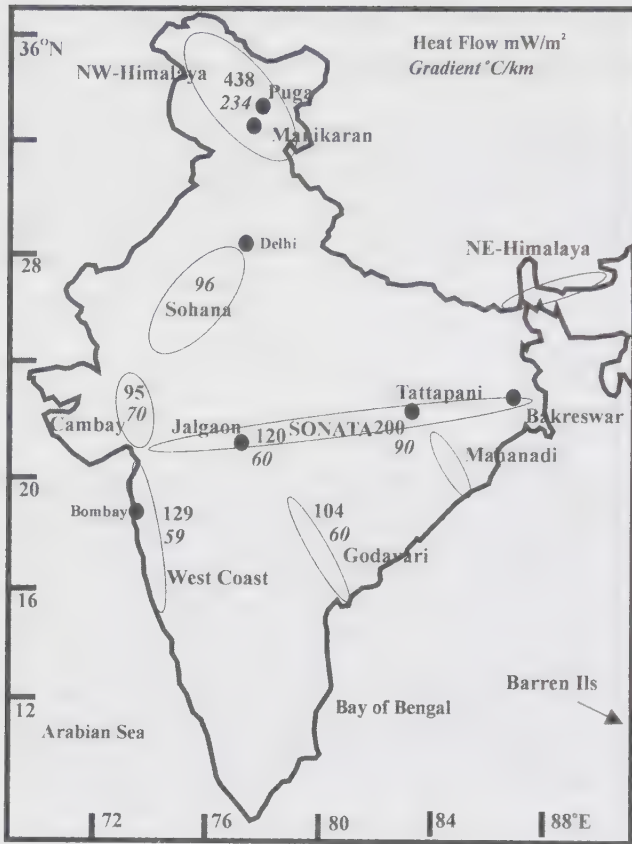 36°N
Heat Flow mW/m²
Gradient °C/km
NW-Himalaya
438
234
Puga
Manikaran
Delhi
28
NE-Himalaya
96
Sohana
95
70
Cambay
Tattapani
Bakreswar
Jalgaon
SONATA
120
60
200
90
Mahanadi
20
Bombay
129
59
West Coast
104
60
Godavari
16
12
Barren Ils
Bay of Bengal
Arabian Sea
72
76
80
84
88°E